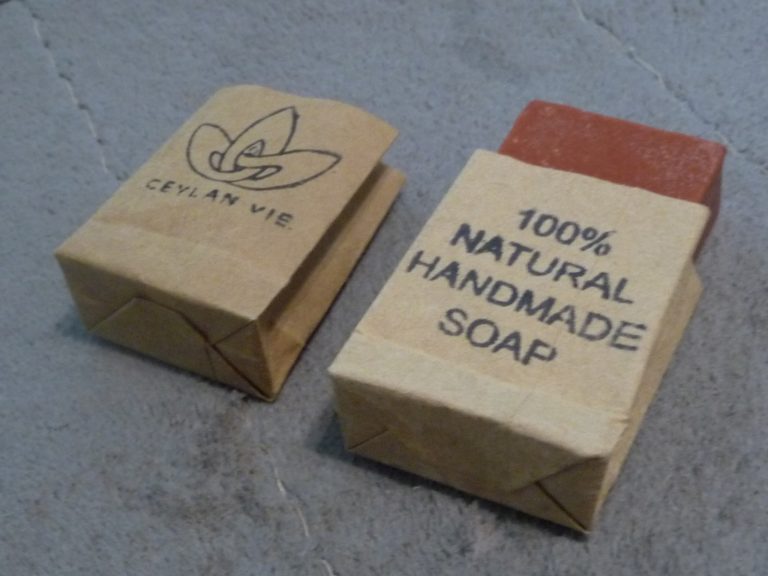 CEYLAN VIE.
100%
NATURAL
HANDMADE
SOAP